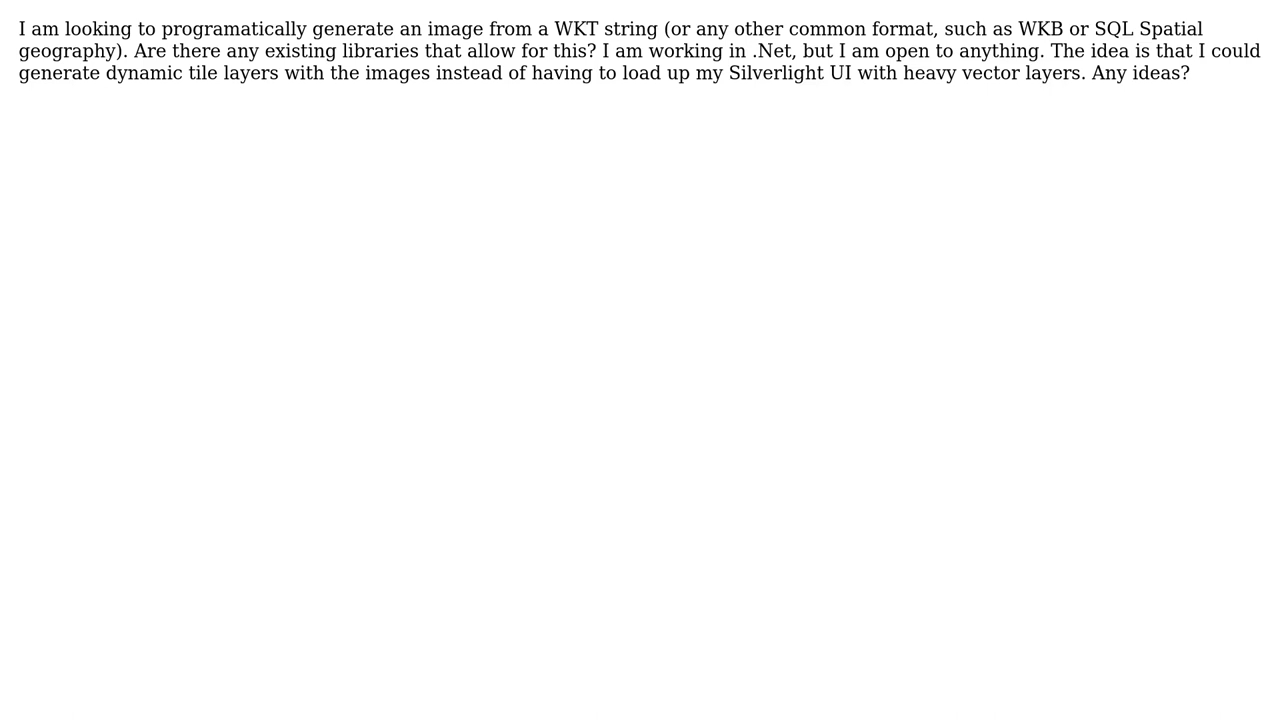 I am looking to programatically generate an image from a WKT string (or any other common format, such as WKB or SQL Spatial
geography). Are there any existing libraries that allow for this? I am working in .Net, but I am open to anything. The idea is that I could
generate dynamic tile layers with the images instead of having to load up my Silverlight UI with heavy vector layers. Any ideas?